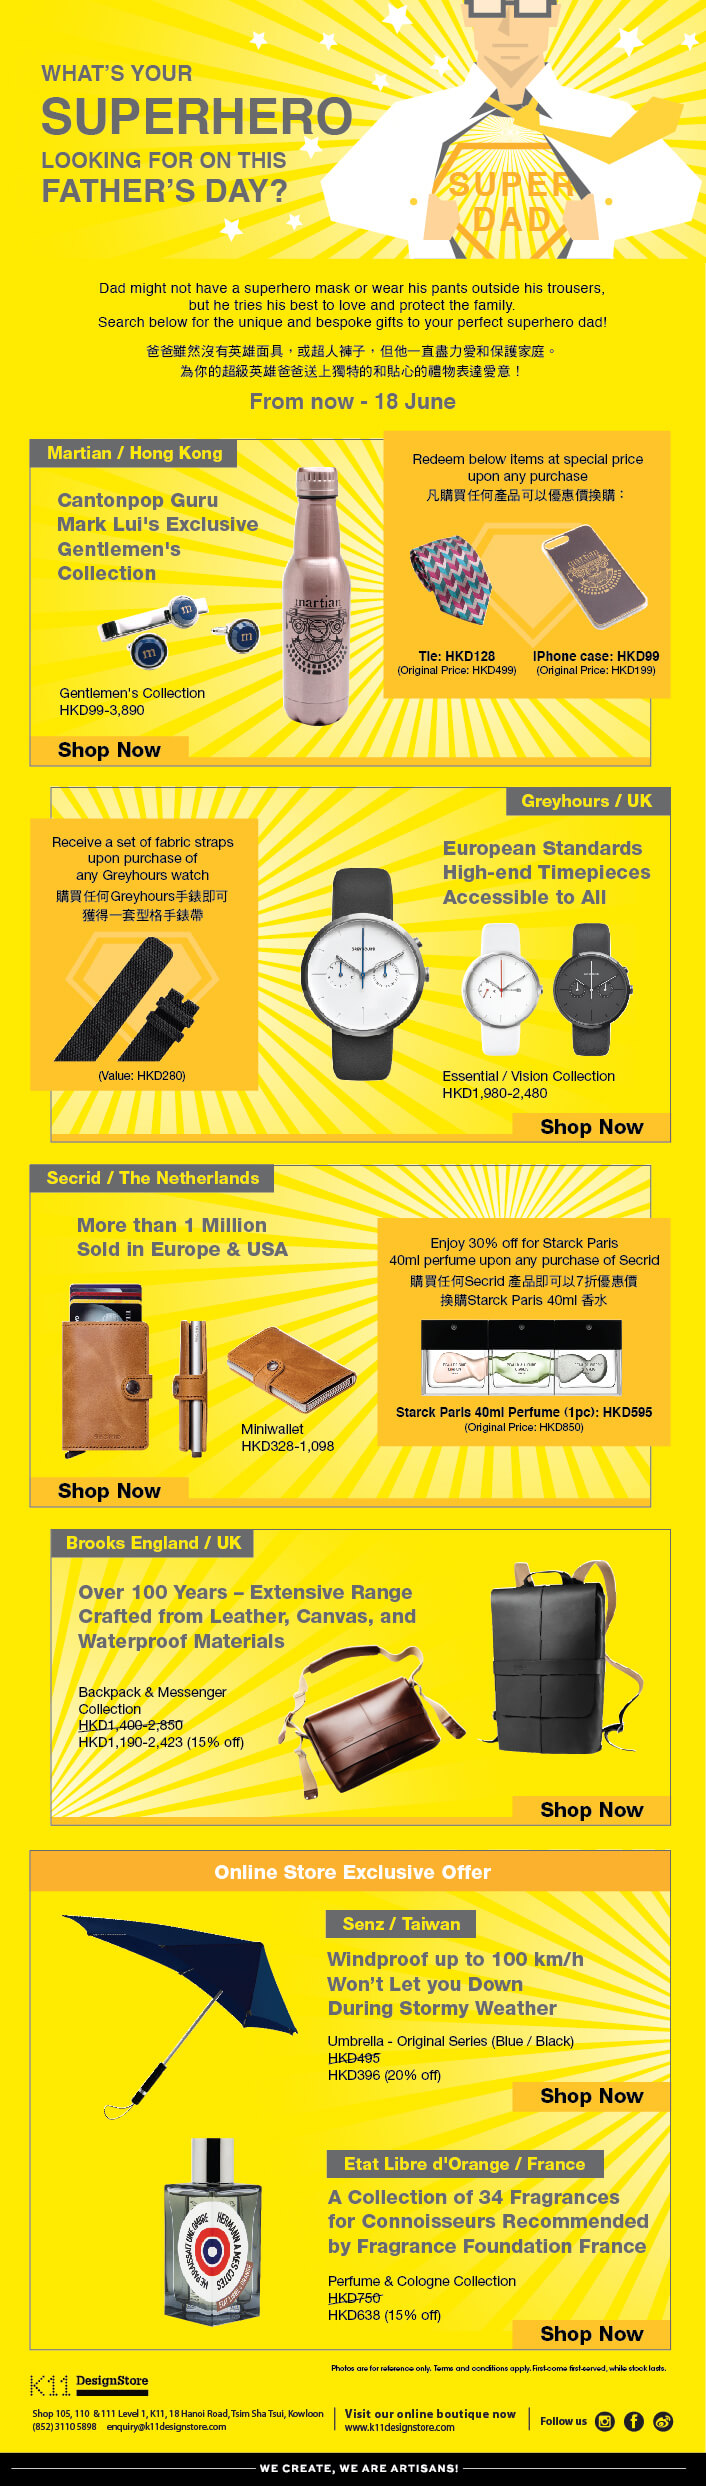 WHAT'S YOUR
SUPERHERO
LOOKING FOR ON THIS
FATHER'S DAY?
SUPER
DAD
Dad might not have a superhero mask or wear his pants outside his trousers,
but he tries his best to love and protect the family.
Search below for the unique and bespoke gifts to your perfect superhero dad!
爸爸雖然沒有英雄面具，或超人褲子，但他一直盡力愛和保護家庭。
為你的超級英雄爸爸送上獨特的和貼心的禮物表達愛意！
From now - 18 June
Martian / Hong Kong
Cantonpop Guru
Mark Lui's Exclusive
Gentlemen's
Collection
m
m
m
martian
Gentlemen's Collection
HKD99-3,890
Shop Now
Redeem below items at special price
upon any purchase
凡購買任何產品可以優惠價換購：
martian
Tie: HKD128
(Original Price: HKD499)
iPhone case: HKD99
(Original Price: HKD199)
Greyhours / UK
Receive a set of fabric straps
upon purchase of
any Greyhours watch
購買任何Greyhours手錶即可
獲得一套型格手錶帶
(Value: HKD280)
European Standards
High-end Timepieces
Accessible to All
Essential / Vision Collection
HKD1,980-2,480
Shop Now
Secrid / The Netherlands
More than 1 Million
Sold in Europe & USA
Miniwallet
HKD328-1,098
Shop Now
Enjoy 30% off for Starck Paris
40ml perfume upon any purchase of Secrid
購買任何Secrid 產品即可以7折優惠價
換購Starck Paris 40ml 香水
Starck Paris 40ml Perfume (1pc): HKD595
(Original Price: HKD850)
Brooks England / UK
Over 100 Years – Extensive Range
Crafted from Leather, Canvas, and
Waterproof Materials
Backpack & Messenger
Collection
HKD1,400-2,850
HKD1,190-2,423 (15% off)
Shop Now
Online Store Exclusive Offer
Senz / Taiwan
Windproof up to 100 km/h
Won't Let you Down
During Stormy Weather
Umbrella - Original Series (Blue / Black)
HKD495
HKD396 (20% off)
Shop Now
HERMANN A MES COTES
ME PARAISSAIT UNE OMBRE
Etat Libre d'Orange / France
A Collection of 34 Fragrances
for Connoisseurs Recommended
by Fragrance Foundation France
Perfume & Cologne Collection
HKD750
HKD638 (15% off)
Shop Now
Photos are for reference only. Terms and conditions apply. First-come first-served, while stock lasts.
K11 DesignStore
Shop 105, 110 & 111 Level 1, K11, 18 Hanoi Road, Tsim Sha Tsui, Kowloon
(852) 3110 5898 enquiry@k11designstore.com
Visit our online boutique now
www.k11designstore.com
Follow us
WE CREATE, WE ARE ARTISANS!